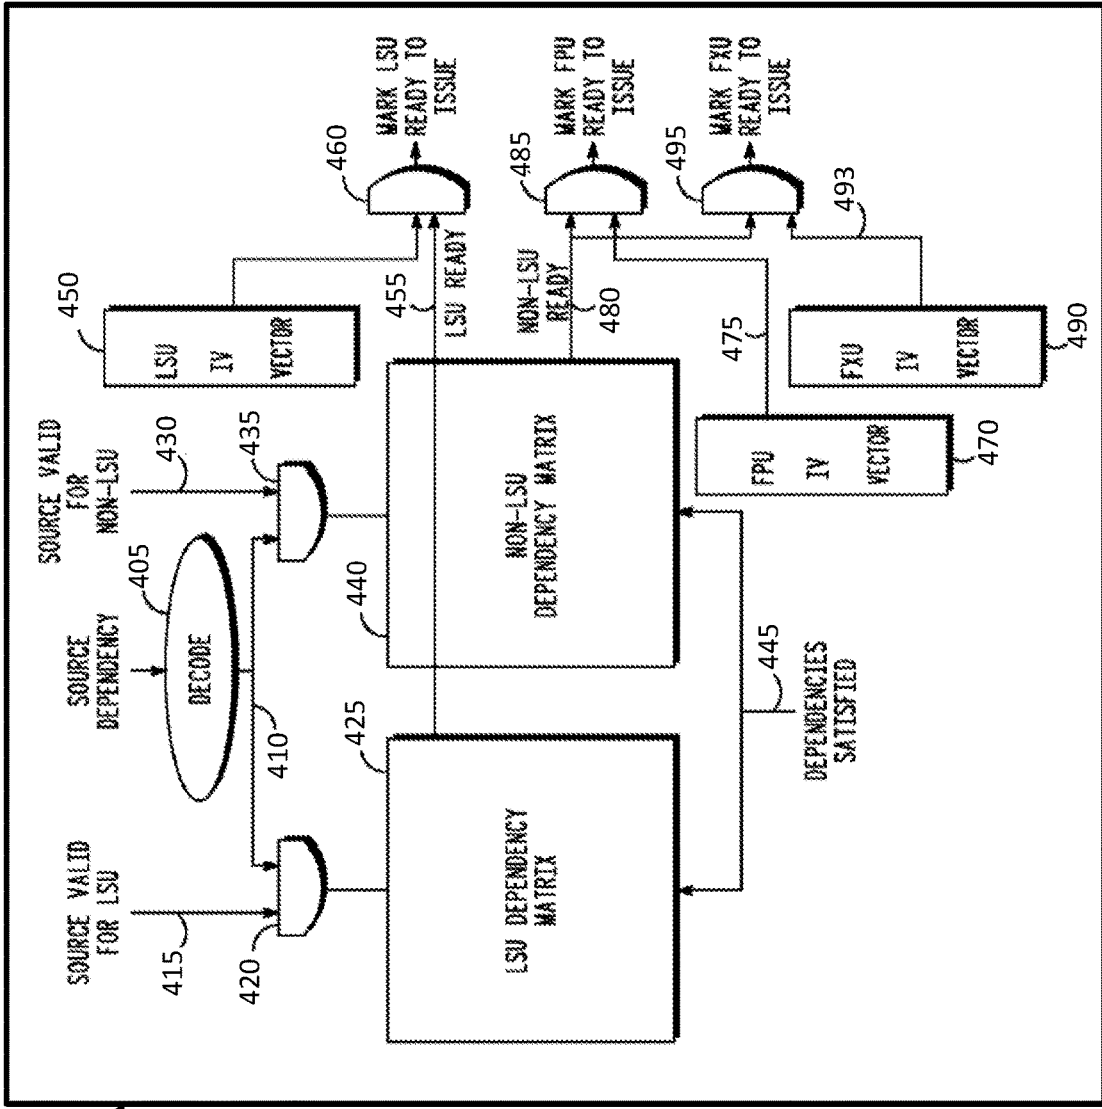 SOURCE VALID
FOR LSU
415
420
SOURCE
DEPENDENCY
405
DECODE
410
SOURCE VALID
FOR
NON-LSU
430
435
425
LSU DEPENDENCY
MATRIX
440
NON-LSU
DEPENDENCY MATRIX
445
DEPENDENCIES
SATISFIED
450
LSU
IV
VECTOR
455
LSU READY
460
MARK LSU
READY TO
ISSUE
470
FPU
IV
VECTOR
475
NON-LSU
READY
480
485
MARK FPU
READY TO
ISSUE
490
FXU
IV
VECTOR
493
495
MARK FXU
READY TO
ISSUE